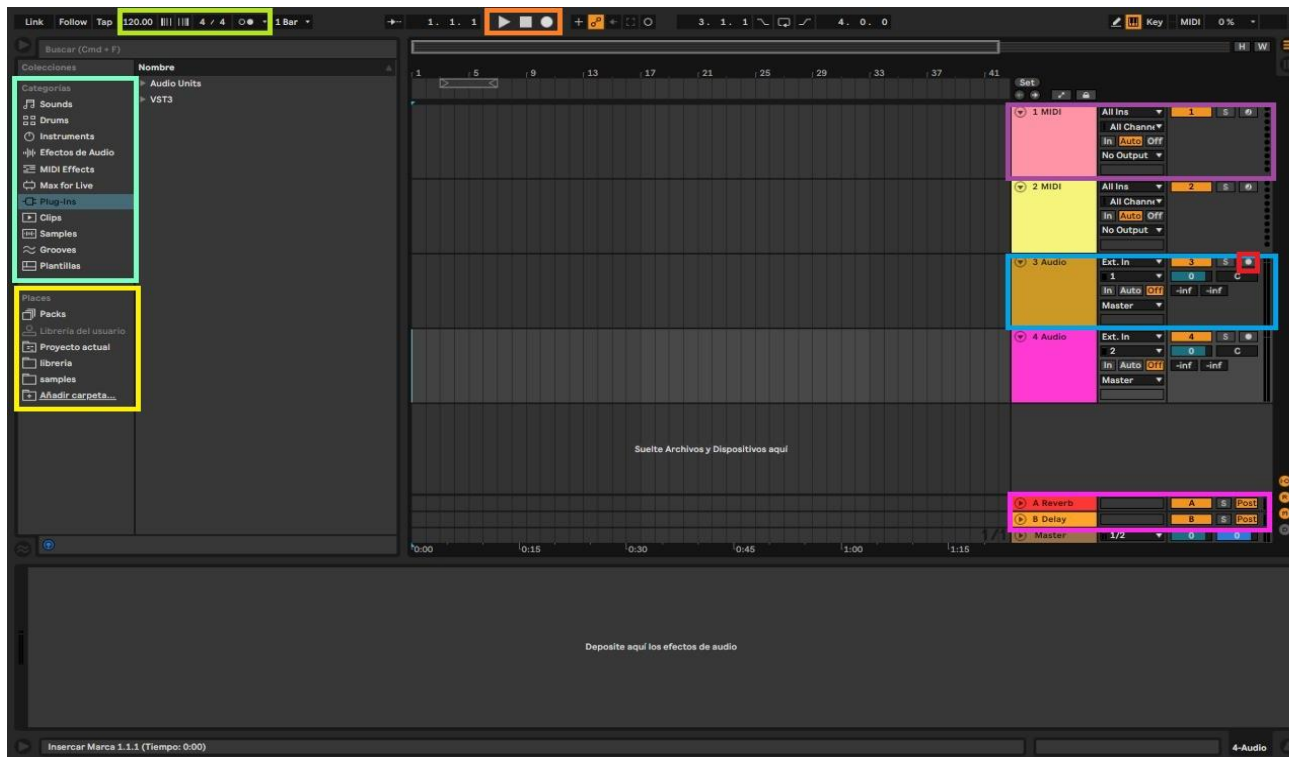 Link Follow Tap 120.00 4 / 4 1 Bar 1. 1. 1 3. 1. 1 4. 0. 0 Key MIDI 0 %
Buscar (Cmd + F) H W
Colecciones Nombre
Categorías Audio Units
VST3
Sounds
Drums
Instruments
Efectos de Audio
MIDI Effects
Max for Live
Plug-Ins
Clips
Samples
Grooves
Plantillas
Places
Packs
Librería del usuario
Proyecto actual
libreria
samples
Añadir carpeta...
1 5 9 13 17 21 25 29 33 37 41
Set
1 MIDI All Ins 1 S
All Channe
In Auto Off
No Output
2 MIDI All Ins 2 S
All Channe
In Auto Off
No Output
3 Audio Ext. In 3 S
1 0 C
In Auto Off -inf -inf
Master
4 Audio Ext. In 4 S
2 0 C
In Auto Off -inf -inf
Master
Suelte Archivos y Dispositivos aquí
A Reverb A S Post
B Delay B S Post
1/1 Master 1/2 0 0
0:00 0:15 0:30 0:45 1:00 1:15
Deposite aquí los efectos de audio
Insercar Marca 1.1.1 (Tiempo: 0:00) 4-Audio